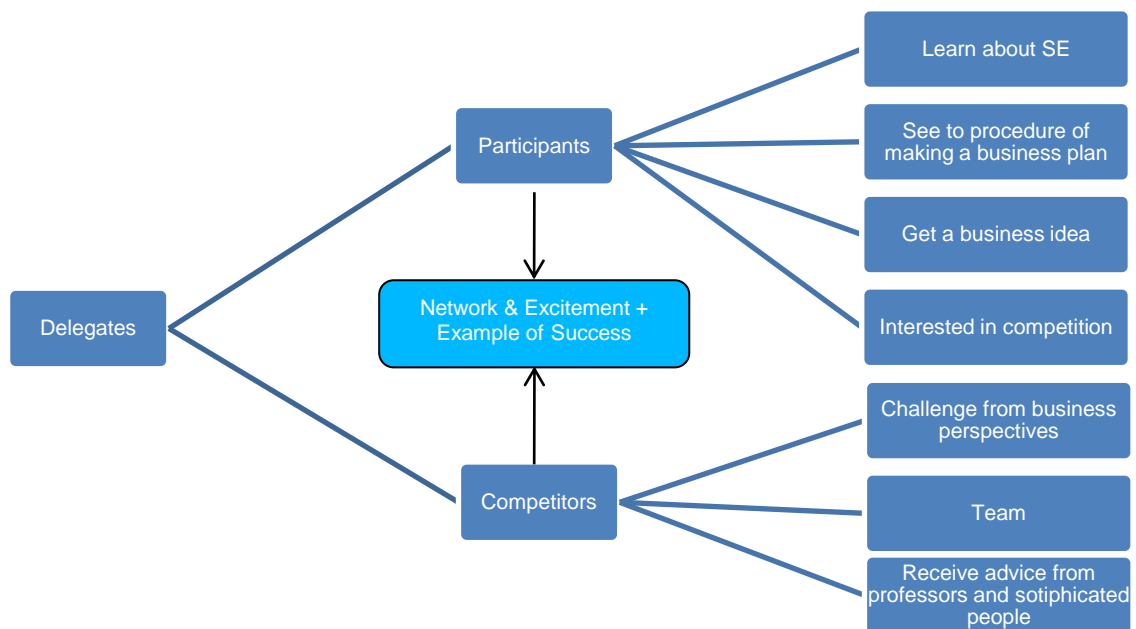 Learn about SE
Participants
See to procedure of
making a business plan
Get a business idea
Network & Excitement +
Example of Success
Delegates
Interested in competition
Challenge from business
perspectives
Competitors
Team
Receive advice from
professors and sotiphicated
people